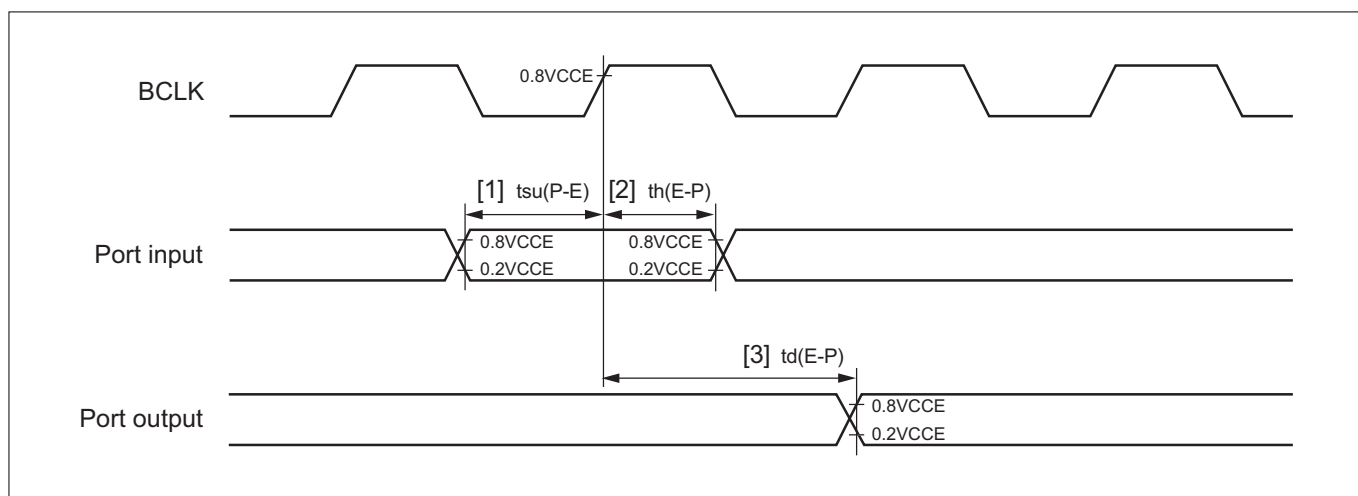 BCLK
0.8VCCE
[1] tsu(P-E)
[2] th(E-P)
Port input
0.8VCCE
0.8VCCE
0.2VCCE
0.2VCCE
[3] td(E-P)
Port output
0.8VCCE
0.2VCCE